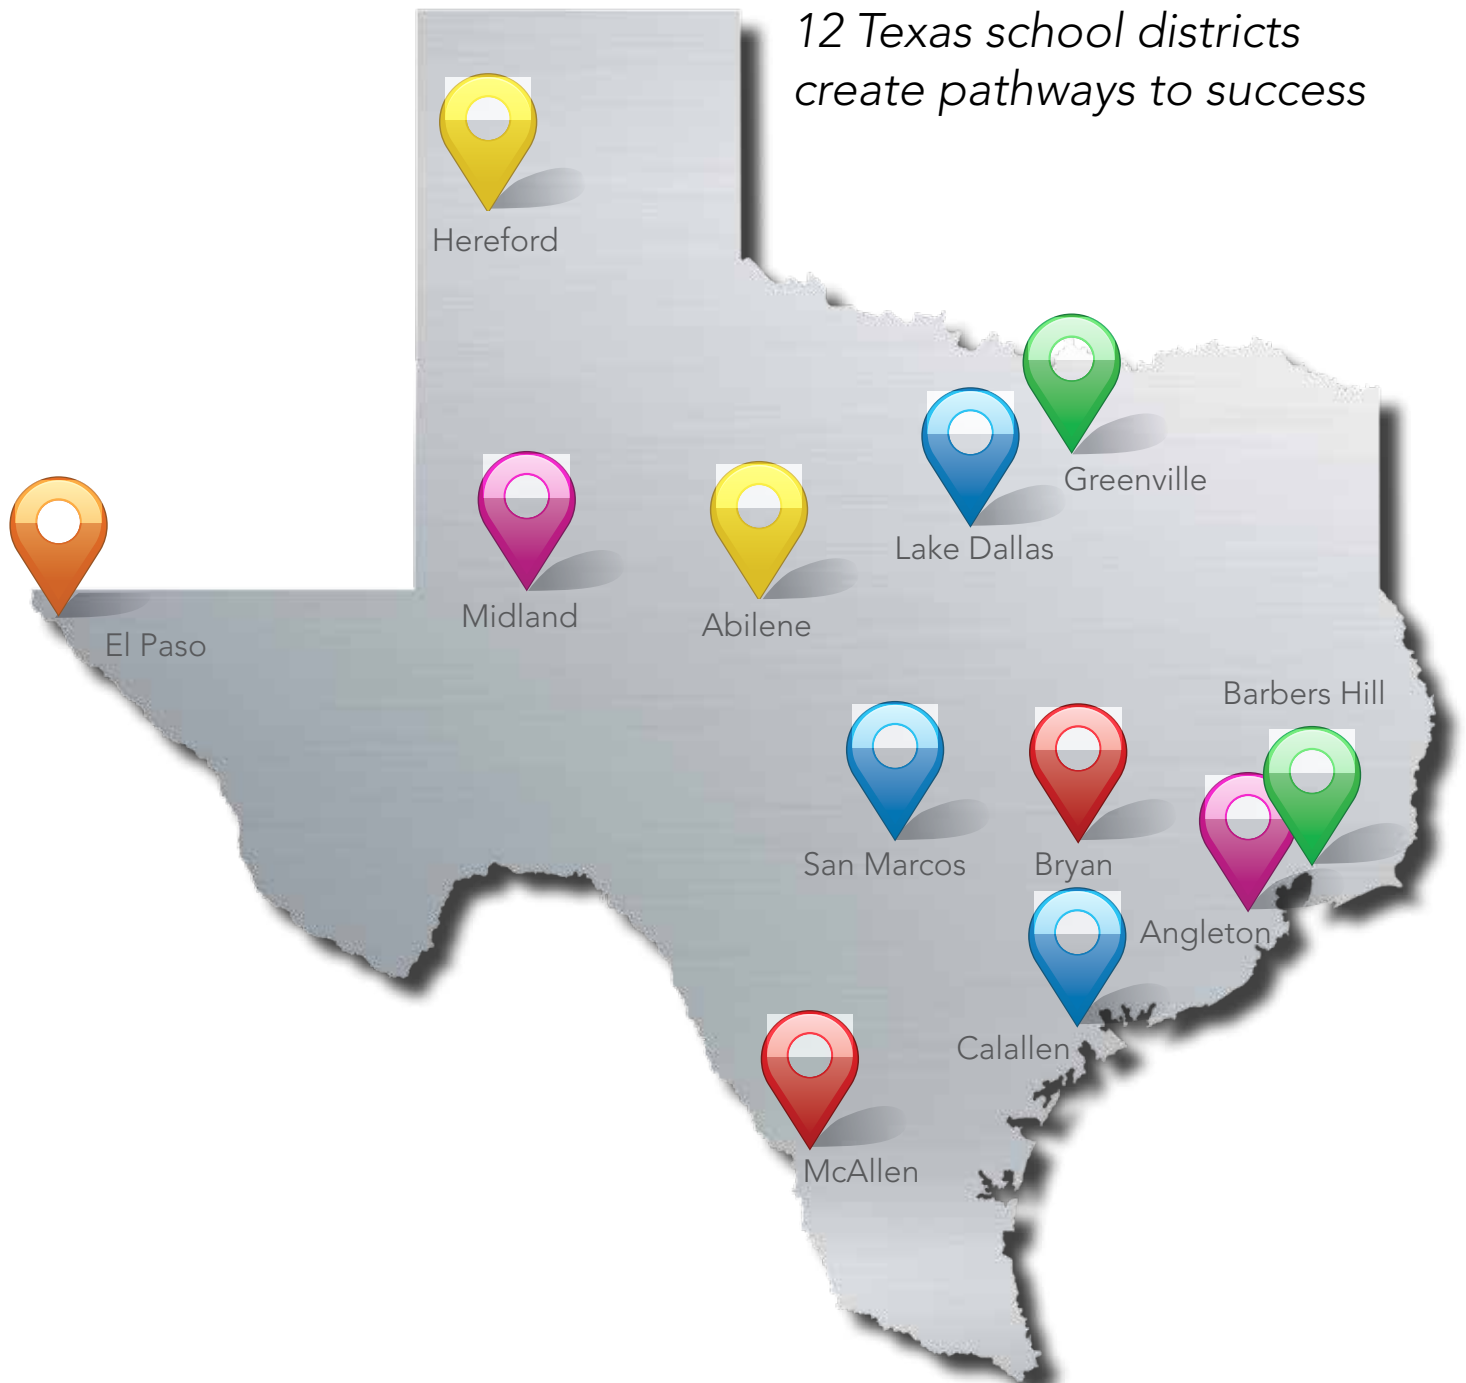 12 Texas school districts
create pathways to success
Hereford
Greenville
Lake Dallas
Midland
Abilene
El Paso
Barbers Hill
San Marcos
Bryan
Angleton
Calallen
McAllen